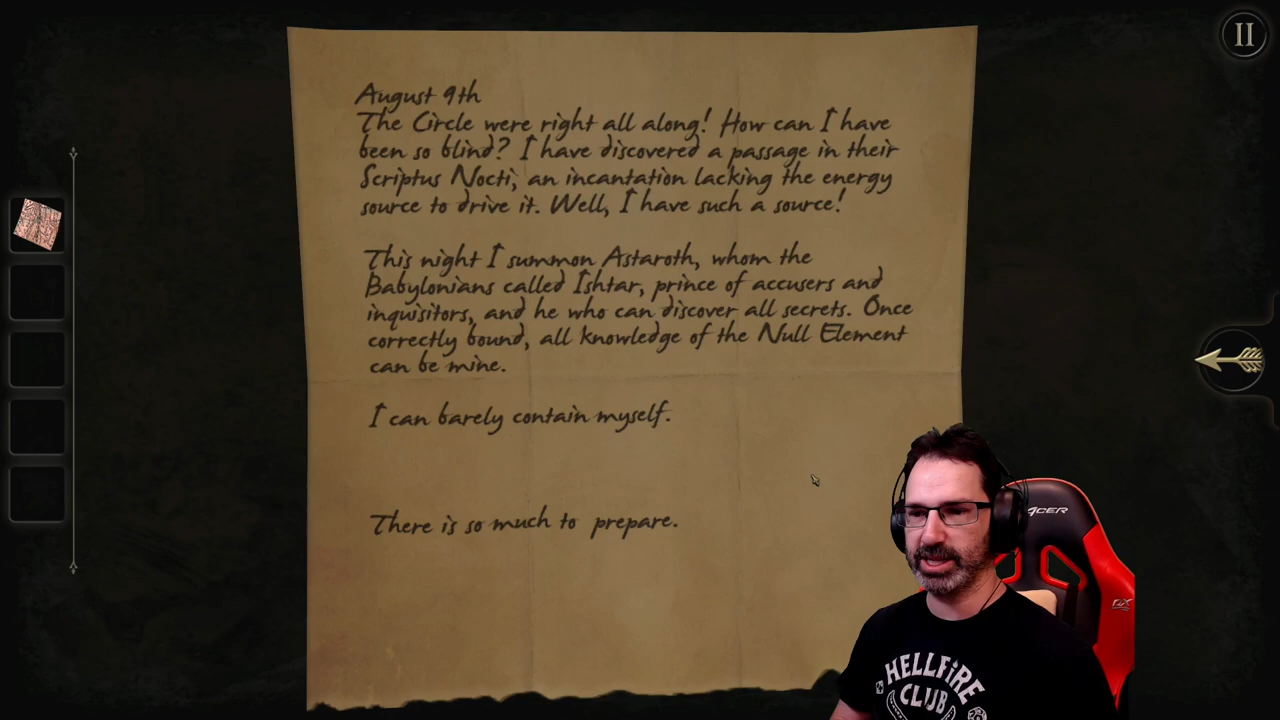 August 9th
The Circle were right all along! How can I have
been so blind? I have discovered a passage in their
Scriptus Nocti, an incantation lacking the energy
source to drive it. Well, I have such a source!
This night I summon Astaroth, whom the
Babylonians called Ishtar, prince of accusers and
inquisitors, and he who can discover all secrets. Once
correctly bound, all knowledge of the Null Element
can be mine.
I can barely contain myself.
There is so much to prepare.
II
ACER
HELLFIRE
CLUB